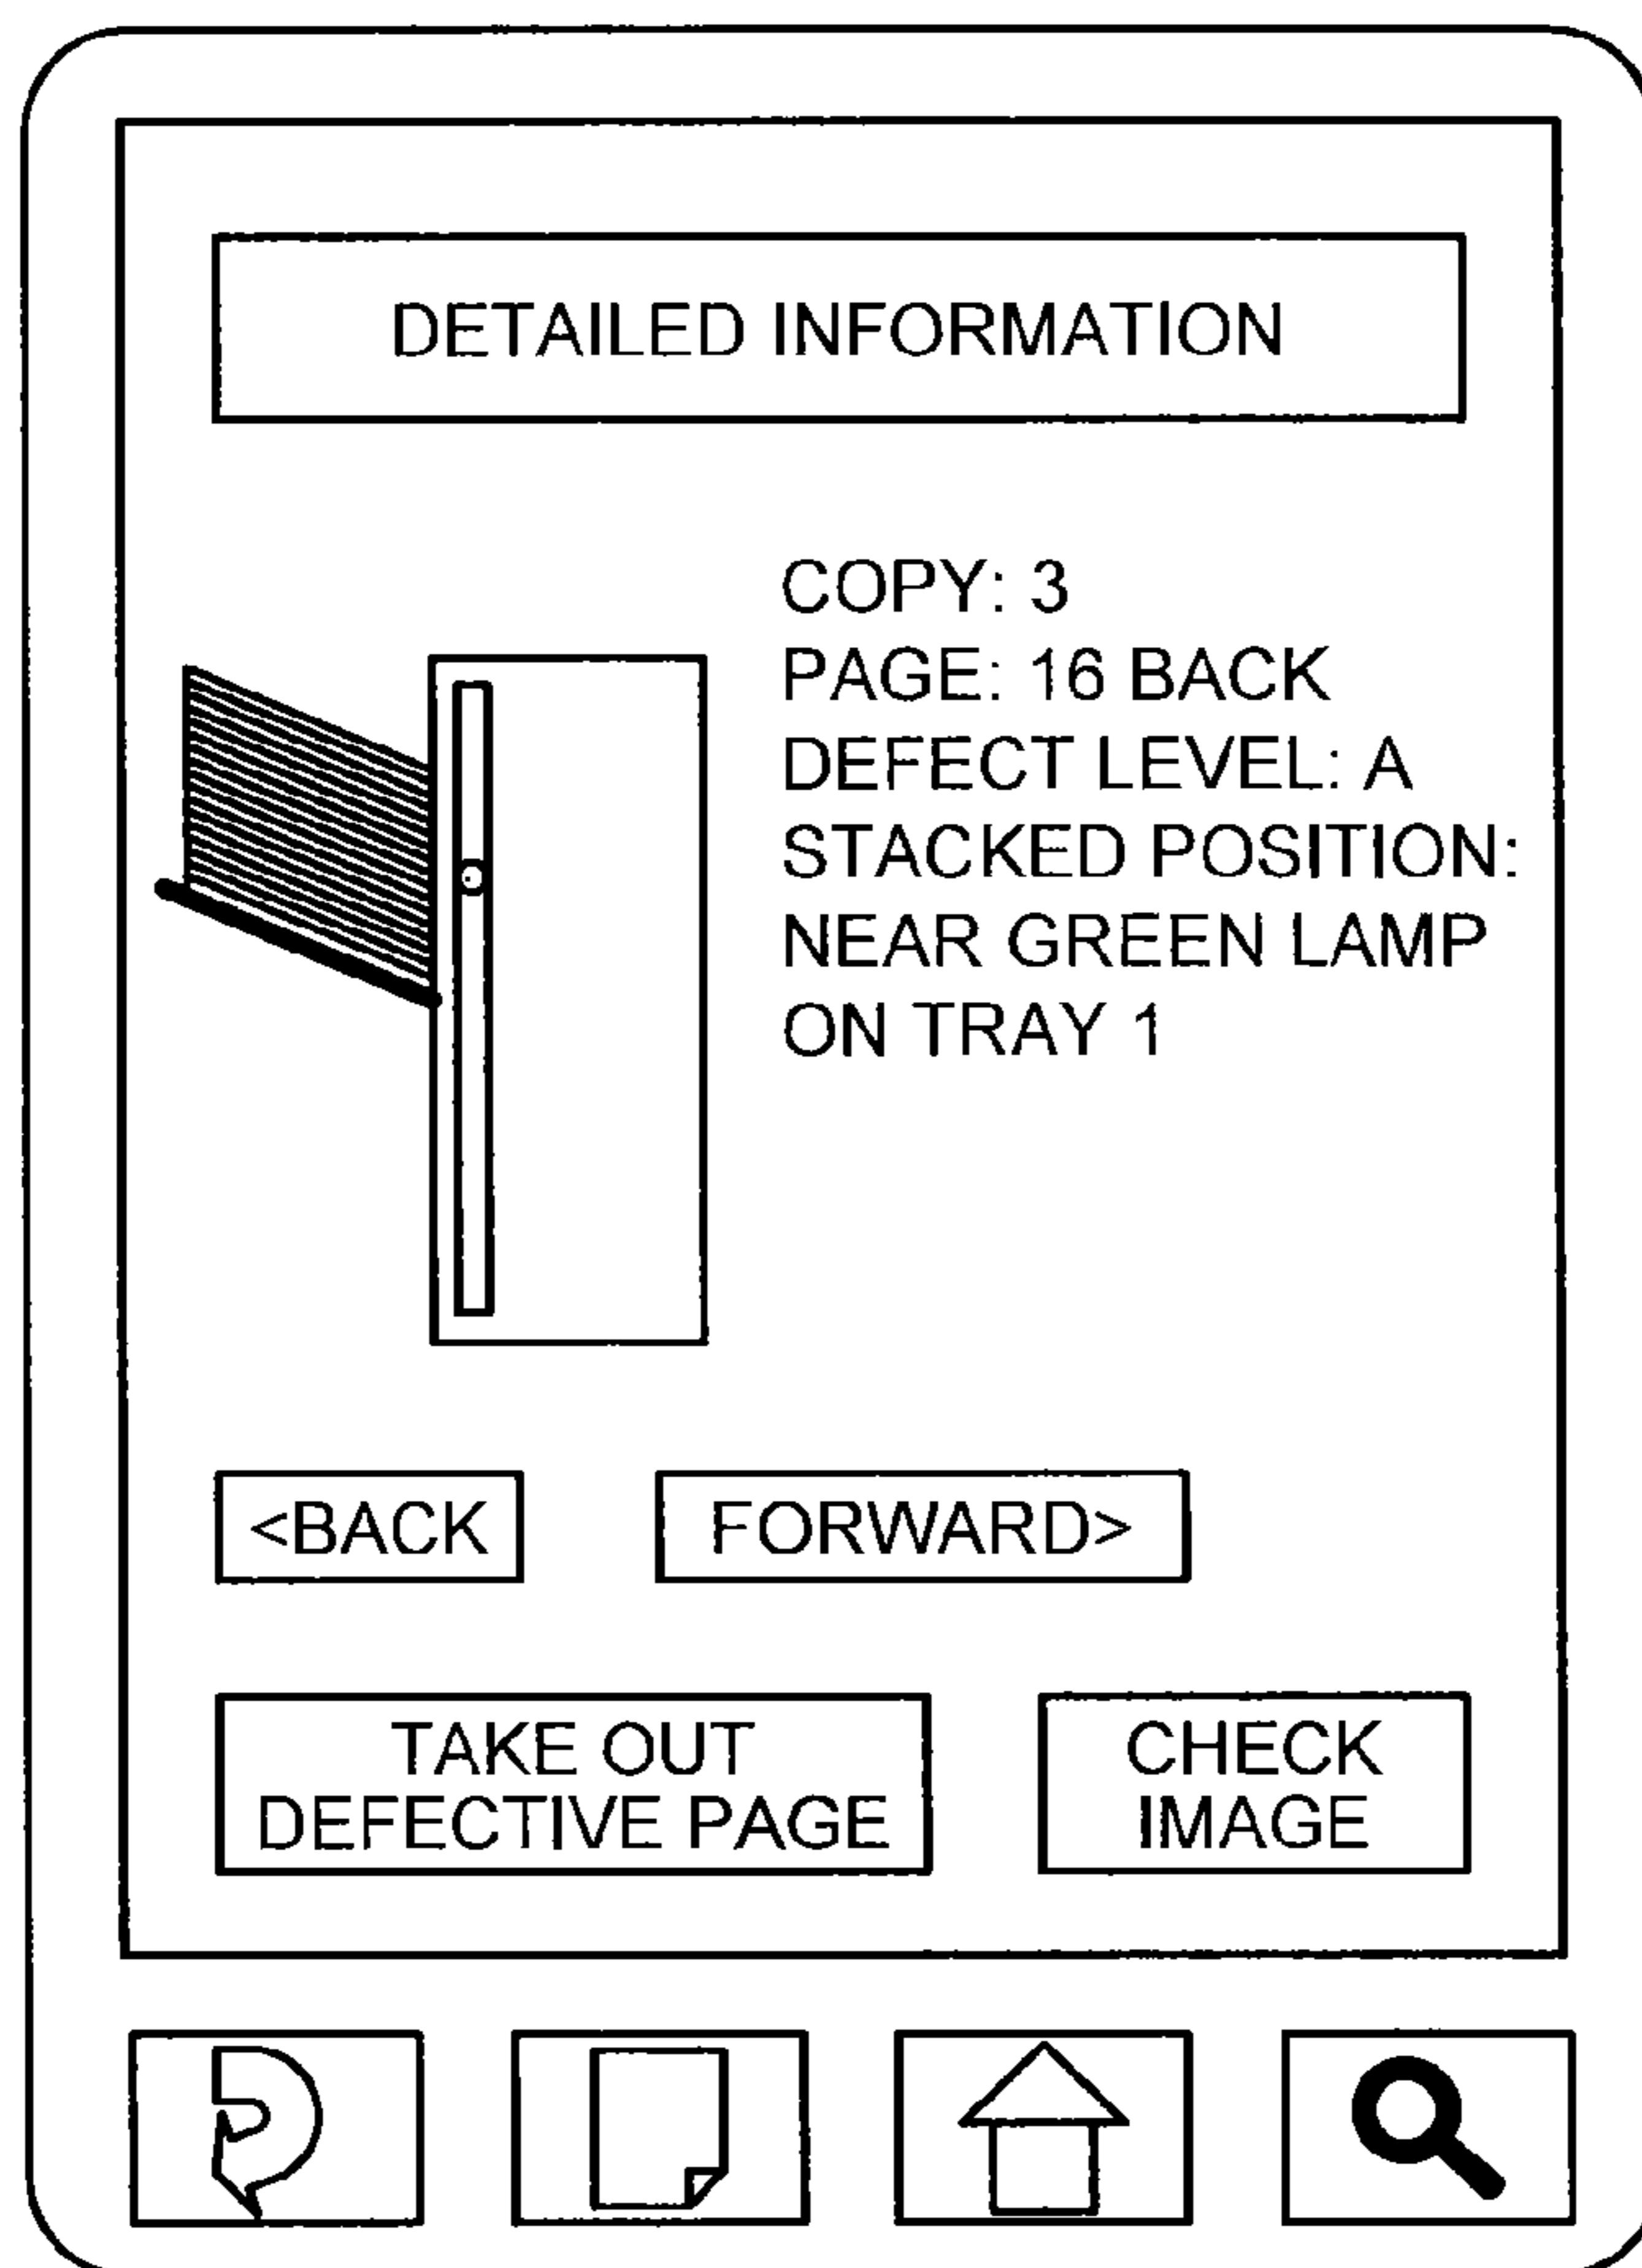 DETAILED INFORMATION
COPY: 3
PAGE: 16 BACK
DEFECT LEVEL: A
STACKED POSITION:
NEAR GREEN LAMP
ON TRAY 1
<BACK
FORWARD>
TAKE OUT
DEFECTIVE PAGE
CHECK
IMAGE